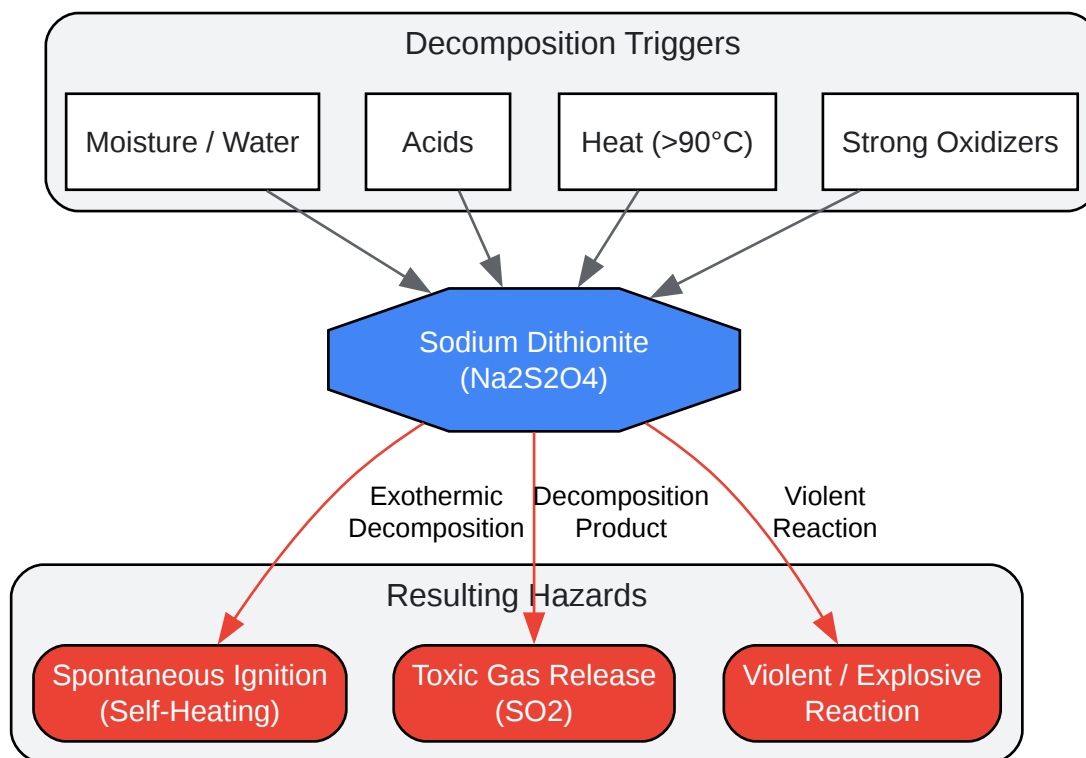 Decomposition Triggers
Moisture / Water
Acids
Heat (>90°C)
Strong Oxidizers
Sodium Dithionite
(Na2S2O4)
Exothermic
Decomposition
Decomposition
Product
Violent
Reaction
Resulting Hazards
Spontaneous Ignition
(Self-Heating)
Toxic Gas Release
(SO2)
Violent / Explosive
Reaction